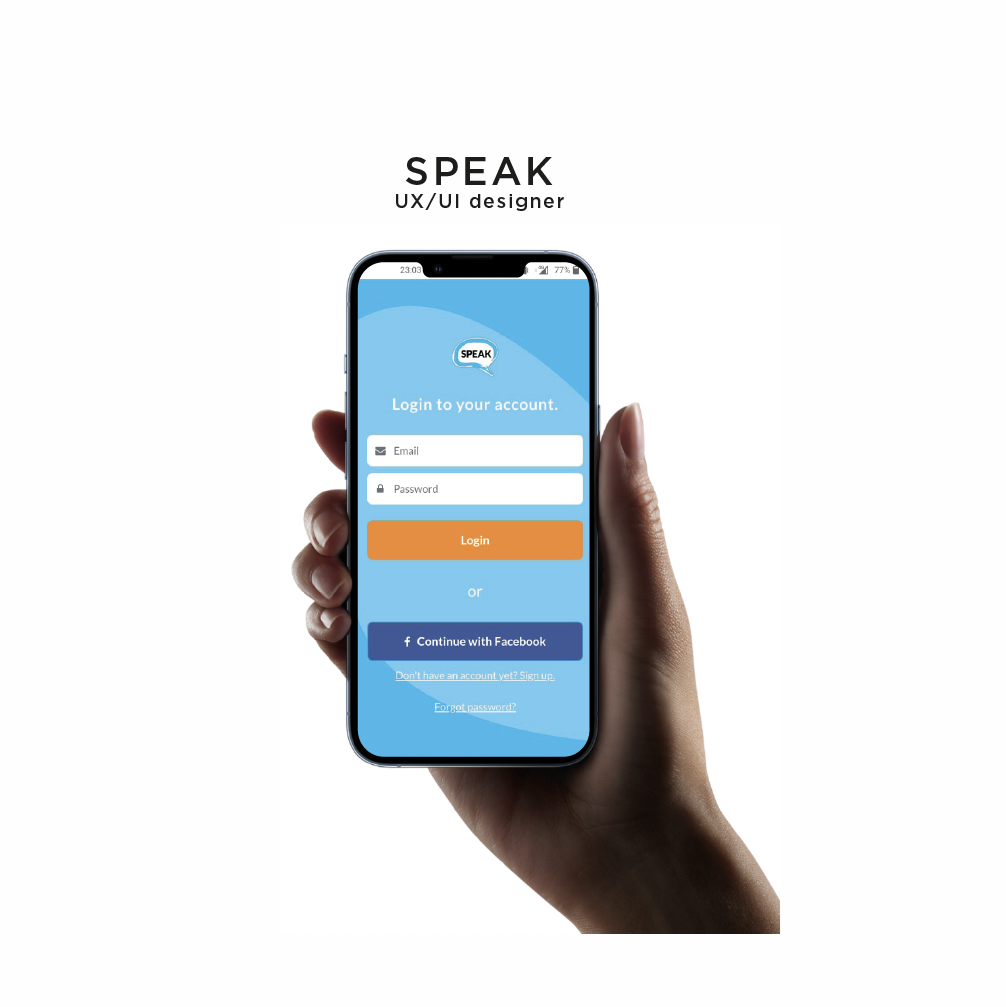 SPEAK
UX/UI designer
23:03 77%
SPEAK
Login to your account.
Email
Password
Login
or
f Continue with Facebook
Don't have an account yet? Sign up.
Forgot password?